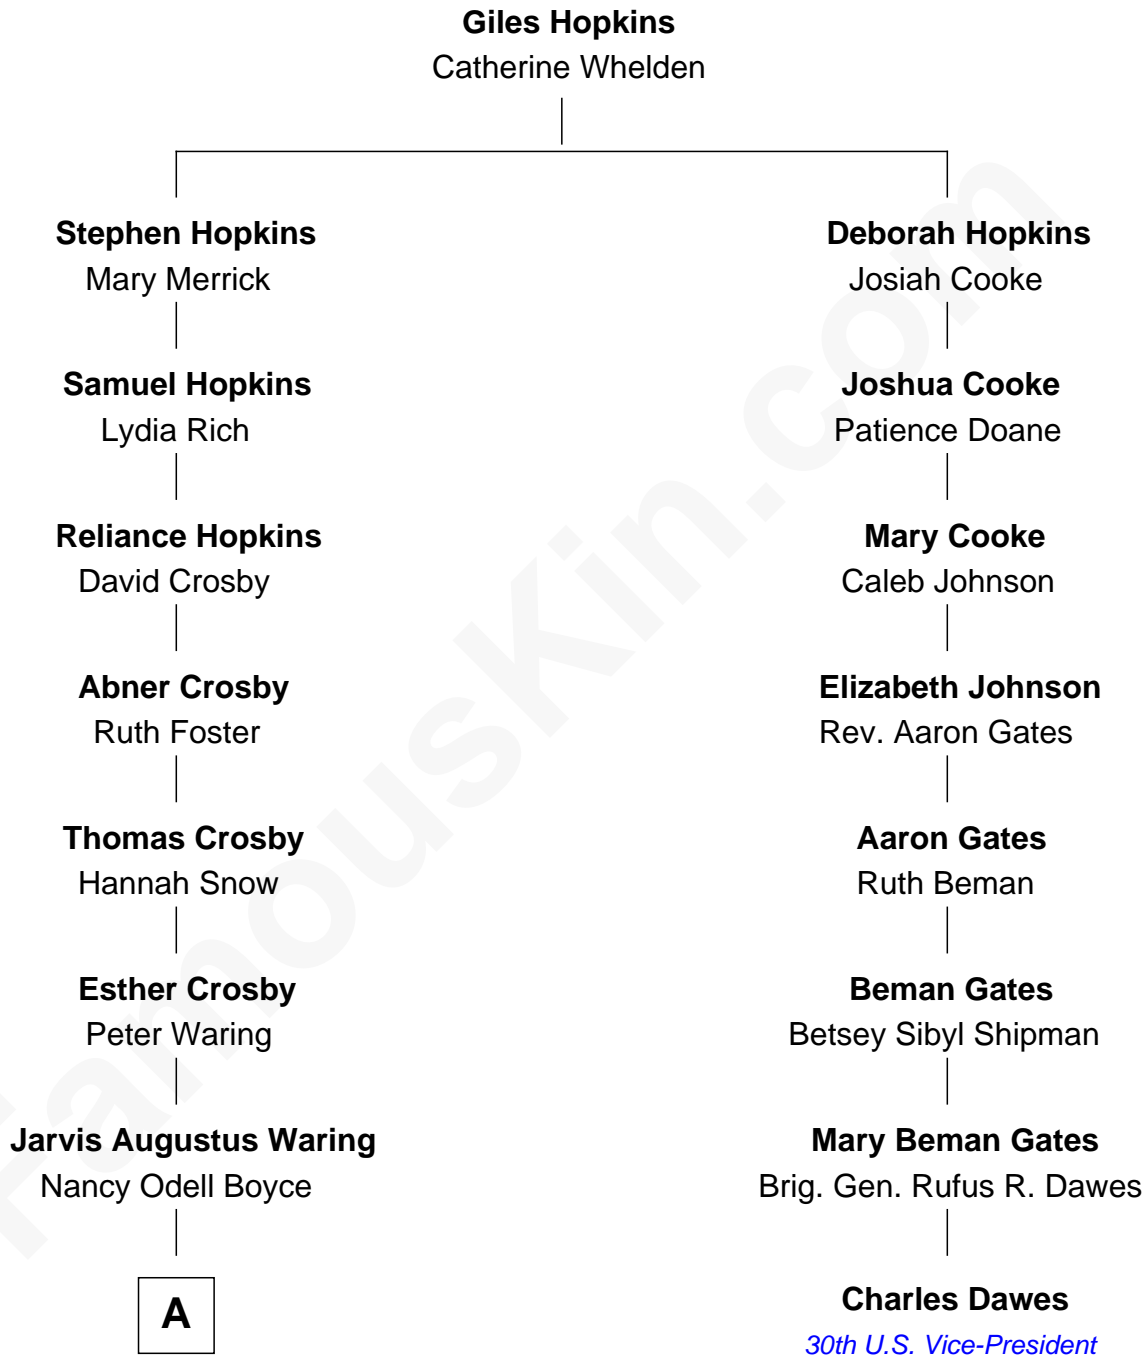 Giles Hopkins
Catherine Whelden
Stephen Hopkins
Mary Merrick
Deborah Hopkins
Josiah Cooke
Samuel Hopkins
Lydia Rich
Joshua Cooke
Patience Doane
Reliance Hopkins
David Crosby
Mary Cooke
Caleb Johnson
Abner Crosby
Ruth Foster
Elizabeth Johnson
Rev. Aaron Gates
Thomas Crosby
Hannah Snow
Aaron Gates
Ruth Beman
Esther Crosby
Peter Waring
Beman Gates
Betsey Sibyl Shipman
Jarvis Augustus Waring
Nancy Odell Boyce
Mary Beman Gates
Brig. Gen. Rufus R. Dawes
A
Charles Dawes
30th U.S. Vice-President
FamousKin.com